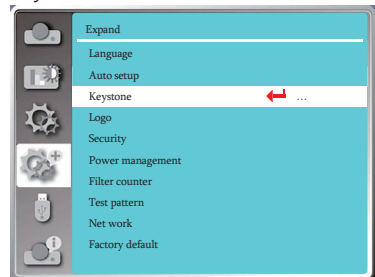 Expand
Language
Auto setup
Keystone ...
Logo
Security
Power management
Filter counter
Test pattern
Net work
Factory default